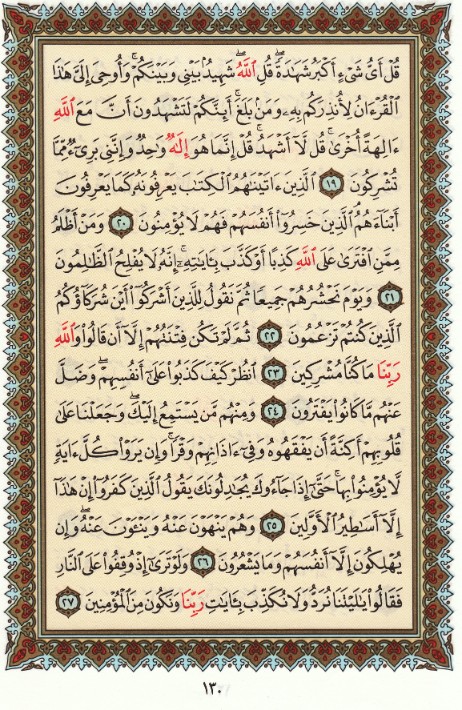 قُلْ أَىُّ شَىْءٍ أَكْبَرُ شَهَـٰدَةً ۖ قُلِ ٱللَّهُ ۖ شَهِيدٌۢ بَيْنِى وَبَيْنَكُمْ ۚ وَأُوحِىَ إِلَىَّ هَـٰذَا
ٱلْقُرْءَانُ لِأُنذِرَكُم بِهِۦ وَمَنۢ بَلَغَ ۚ أَئِنَّكُمْ لَتَشْهَدُونَ أَنَّ مَعَ ٱللَّهِ
ءَالِهَةً أُخْرَىٰ ۚ قُل لَّآ أَشْهَدُ ۚ قُلْ إِنَّمَا هُوَ إِلَـٰهٌ وَٰحِدٌ وَإِنَّنِى بَرِىٓءٌ مِّمَّا
تُشْرِكُونَ ١٩ ٱلَّذِينَ ءَاتَيْنَـٰهُمُ ٱلْكِتَـٰبَ يَعْرِفُونَهُۥ كَمَا يَعْرِفُونَ
أَبْنَآءَهُمُ ۘ ٱلَّذِينَ خَسِرُوٓا۟ أَنفُسَهُمْ فَهُمْ لَا يُؤْمِنُونَ ٢٠ وَمَنْ أَظْلَمُ
مِمَّنِ ٱفْتَرَىٰ عَلَى ٱللَّهِ كَذِبًا أَوْ كَذَّبَ بِـَٔايَـٰتِهِۦٓ ۗ إِنَّهُۥ لَا يُفْلِحُ ٱلظَّـٰلِمُونَ
٢١ وَيَوْمَ نَحْشُرُهُمْ جَمِيعًا ثُمَّ نَقُولُ لِلَّذِينَ أَشْرَكُوٓا۟ أَيْنَ شُرَكَآؤُكُمُ
ٱلَّذِينَ كُنتُمْ تَزْعُمُونَ ٢٢ ثُمَّ لَمْ تَكُن فِتْنَتُهُمْ إِلَّآ أَن قَالُوا۟ وَٱللَّهِ
رَبِّنَا مَا كُنَّا مُشْرِكِينَ ٢٣ ٱنظُرْ كَيْفَ كَذَبُوا۟ عَلَىٰٓ أَنفُسِهِمْ ۚ وَضَلَّ
عَنْهُم مَّا كَانُوا۟ يَفْتَرُونَ ٢٤ وَمِنْهُم مَّن يَسْتَمِعُ إِلَيْكَ ۖ وَجَعَلْنَا عَلَىٰ
قُلُوبِهِمْ أَكِنَّةً أَن يَفْقَهُوهُ وَفِىٓ ءَاذَانِهِمْ وَقْرًا ۚ وَإِن يَرَوْا۟ كُلَّ ءَايَةٍ
لَّا يُؤْمِنُوا۟ بِهَا ۚ حَتَّىٰٓ إِذَا جَآءُوكَ يُجَـٰدِلُونَكَ يَقُولُ ٱلَّذِينَ كَفَرُوٓا۟ إِنْ هَـٰذَآ
إِلَّآ أَسَـٰطِيرُ ٱلْأَوَّلِينَ ٢٥ وَهُمْ يَنْهَوْنَ عَنْهُ وَيَنْـَٔوْنَ عَنْهُ ۖ وَإِن
يُهْلِكُونَ إِلَّآ أَنفُسَهُمْ وَمَا يَشْعُرُونَ ٢٦ وَلَوْ تَرَىٰٓ إِذْ وُقِفُوا۟ عَلَى ٱلنَّارِ
فَقَالُوا۟ يَـٰلَيْتَنَا نُرَدُّ وَلَا نُكَذِّبَ بِـَٔايَـٰتِ رَبِّنَا وَنَكُونَ مِنَ ٱلْمُؤْمِنِينَ ٢٧
١٣٠